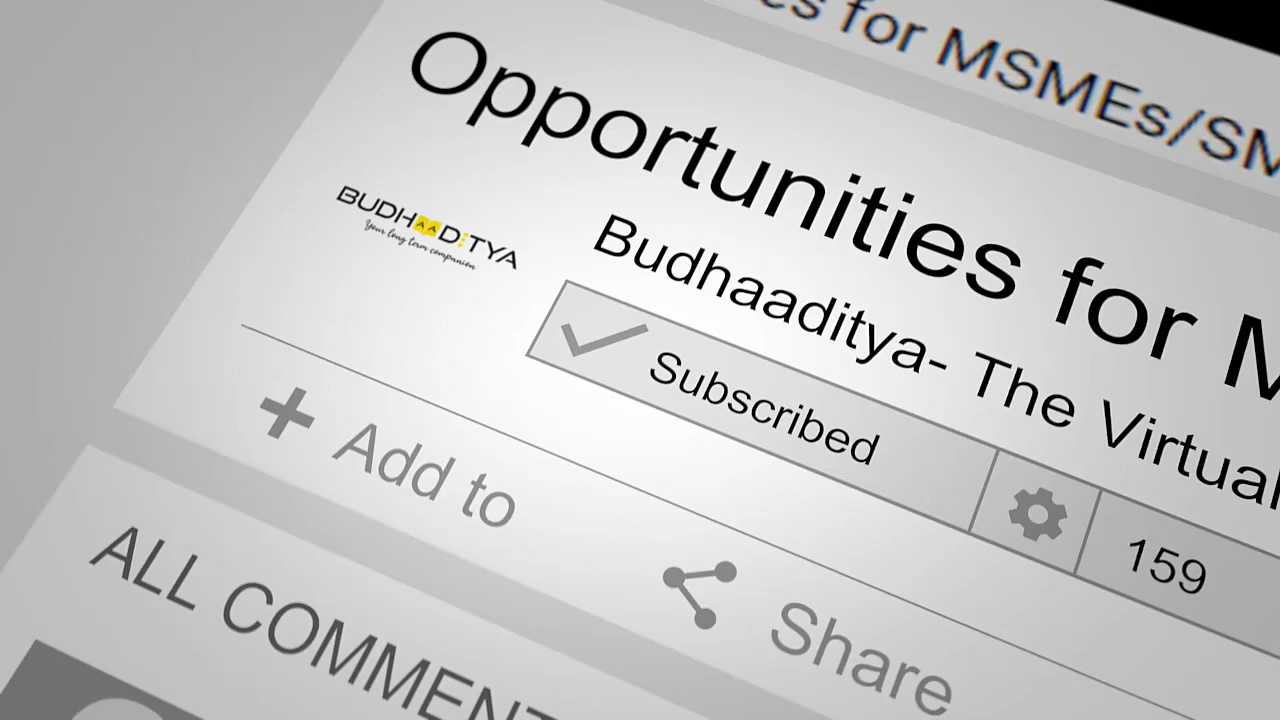 es for MSMEs/SM
Opportunities for M
BUDHAADITYA
Your long term companion
Budhaaditya- The Virtual
Subscribed
159
Add to
Share
ALL COMMENT